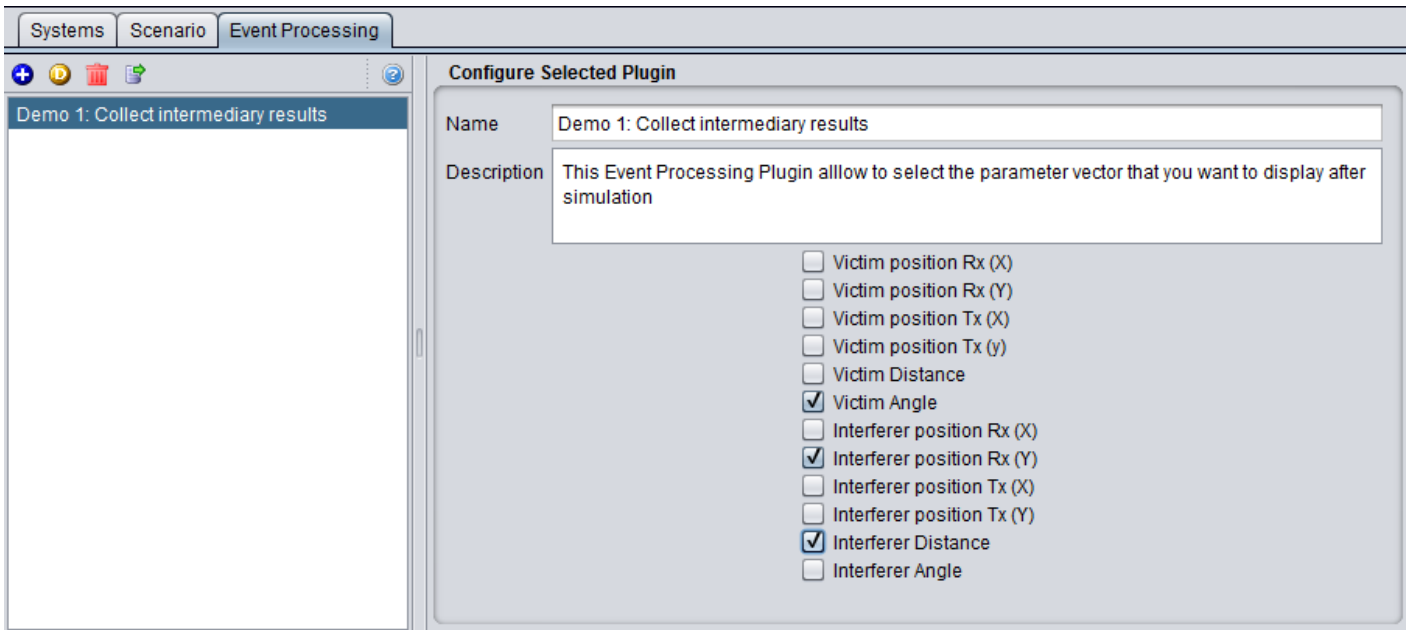 Systems
Scenario
Event Processing
Configure Selected Plugin
Demo 1: Collect intermediary results
Name
Demo 1: Collect intermediary results
Description
This Event Processing Plugin alllow to select the parameter vector that you want to display after
simulation
Victim position Rx (X)
Victim position Rx (Y)
Victim position Tx (X)
Victim position Tx (y)
Victim Distance
Victim Angle
Interferer position Rx (X)
Interferer position Rx (Y)
Interferer position Tx (X)
Interferer position Tx (Y)
Interferer Distance
Interferer Angle